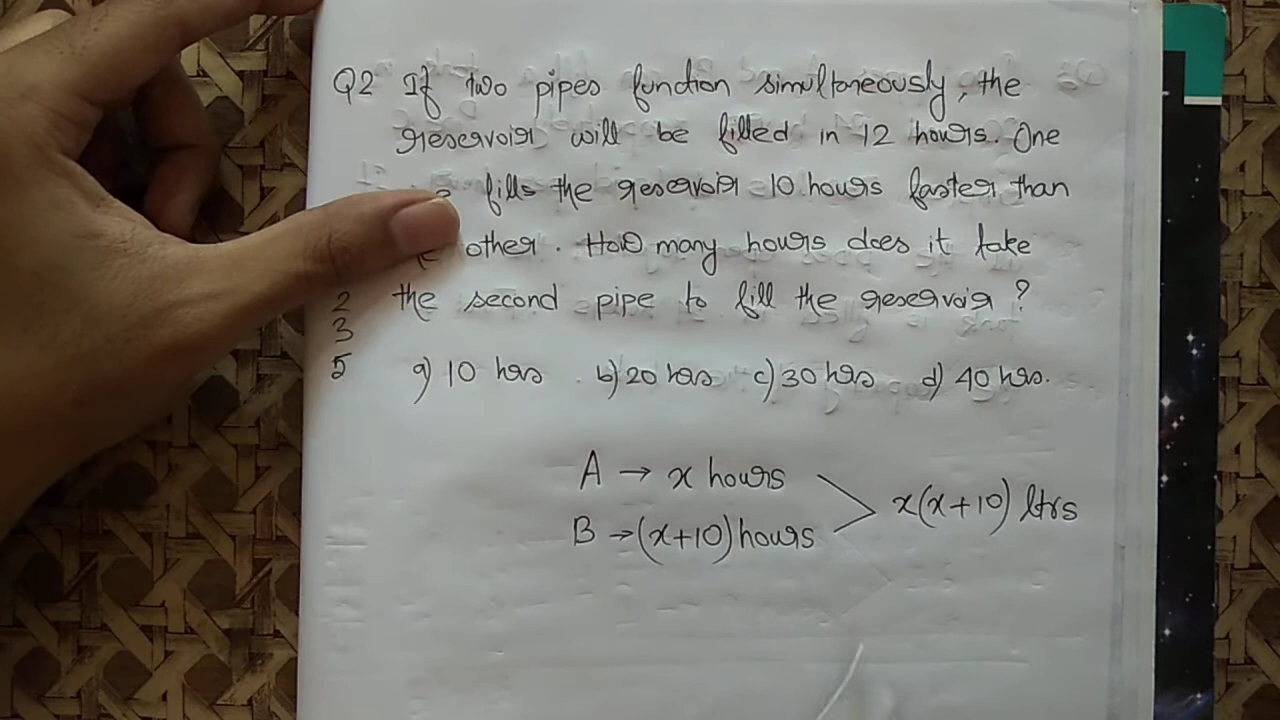 Q2 If two pipes function simultaneously, the
reservoir will be filled in 12 hours. One
fills the reservoir 10 hours faster than
other. How many hours does it take
2 the second pipe to fill the reservoir ?
3
5 a) 10 hrs b) 20 hrs c) 30 hrs d) 40 hrs.
A → x hours
x(x+10) ltrs
B → (x+10) hours